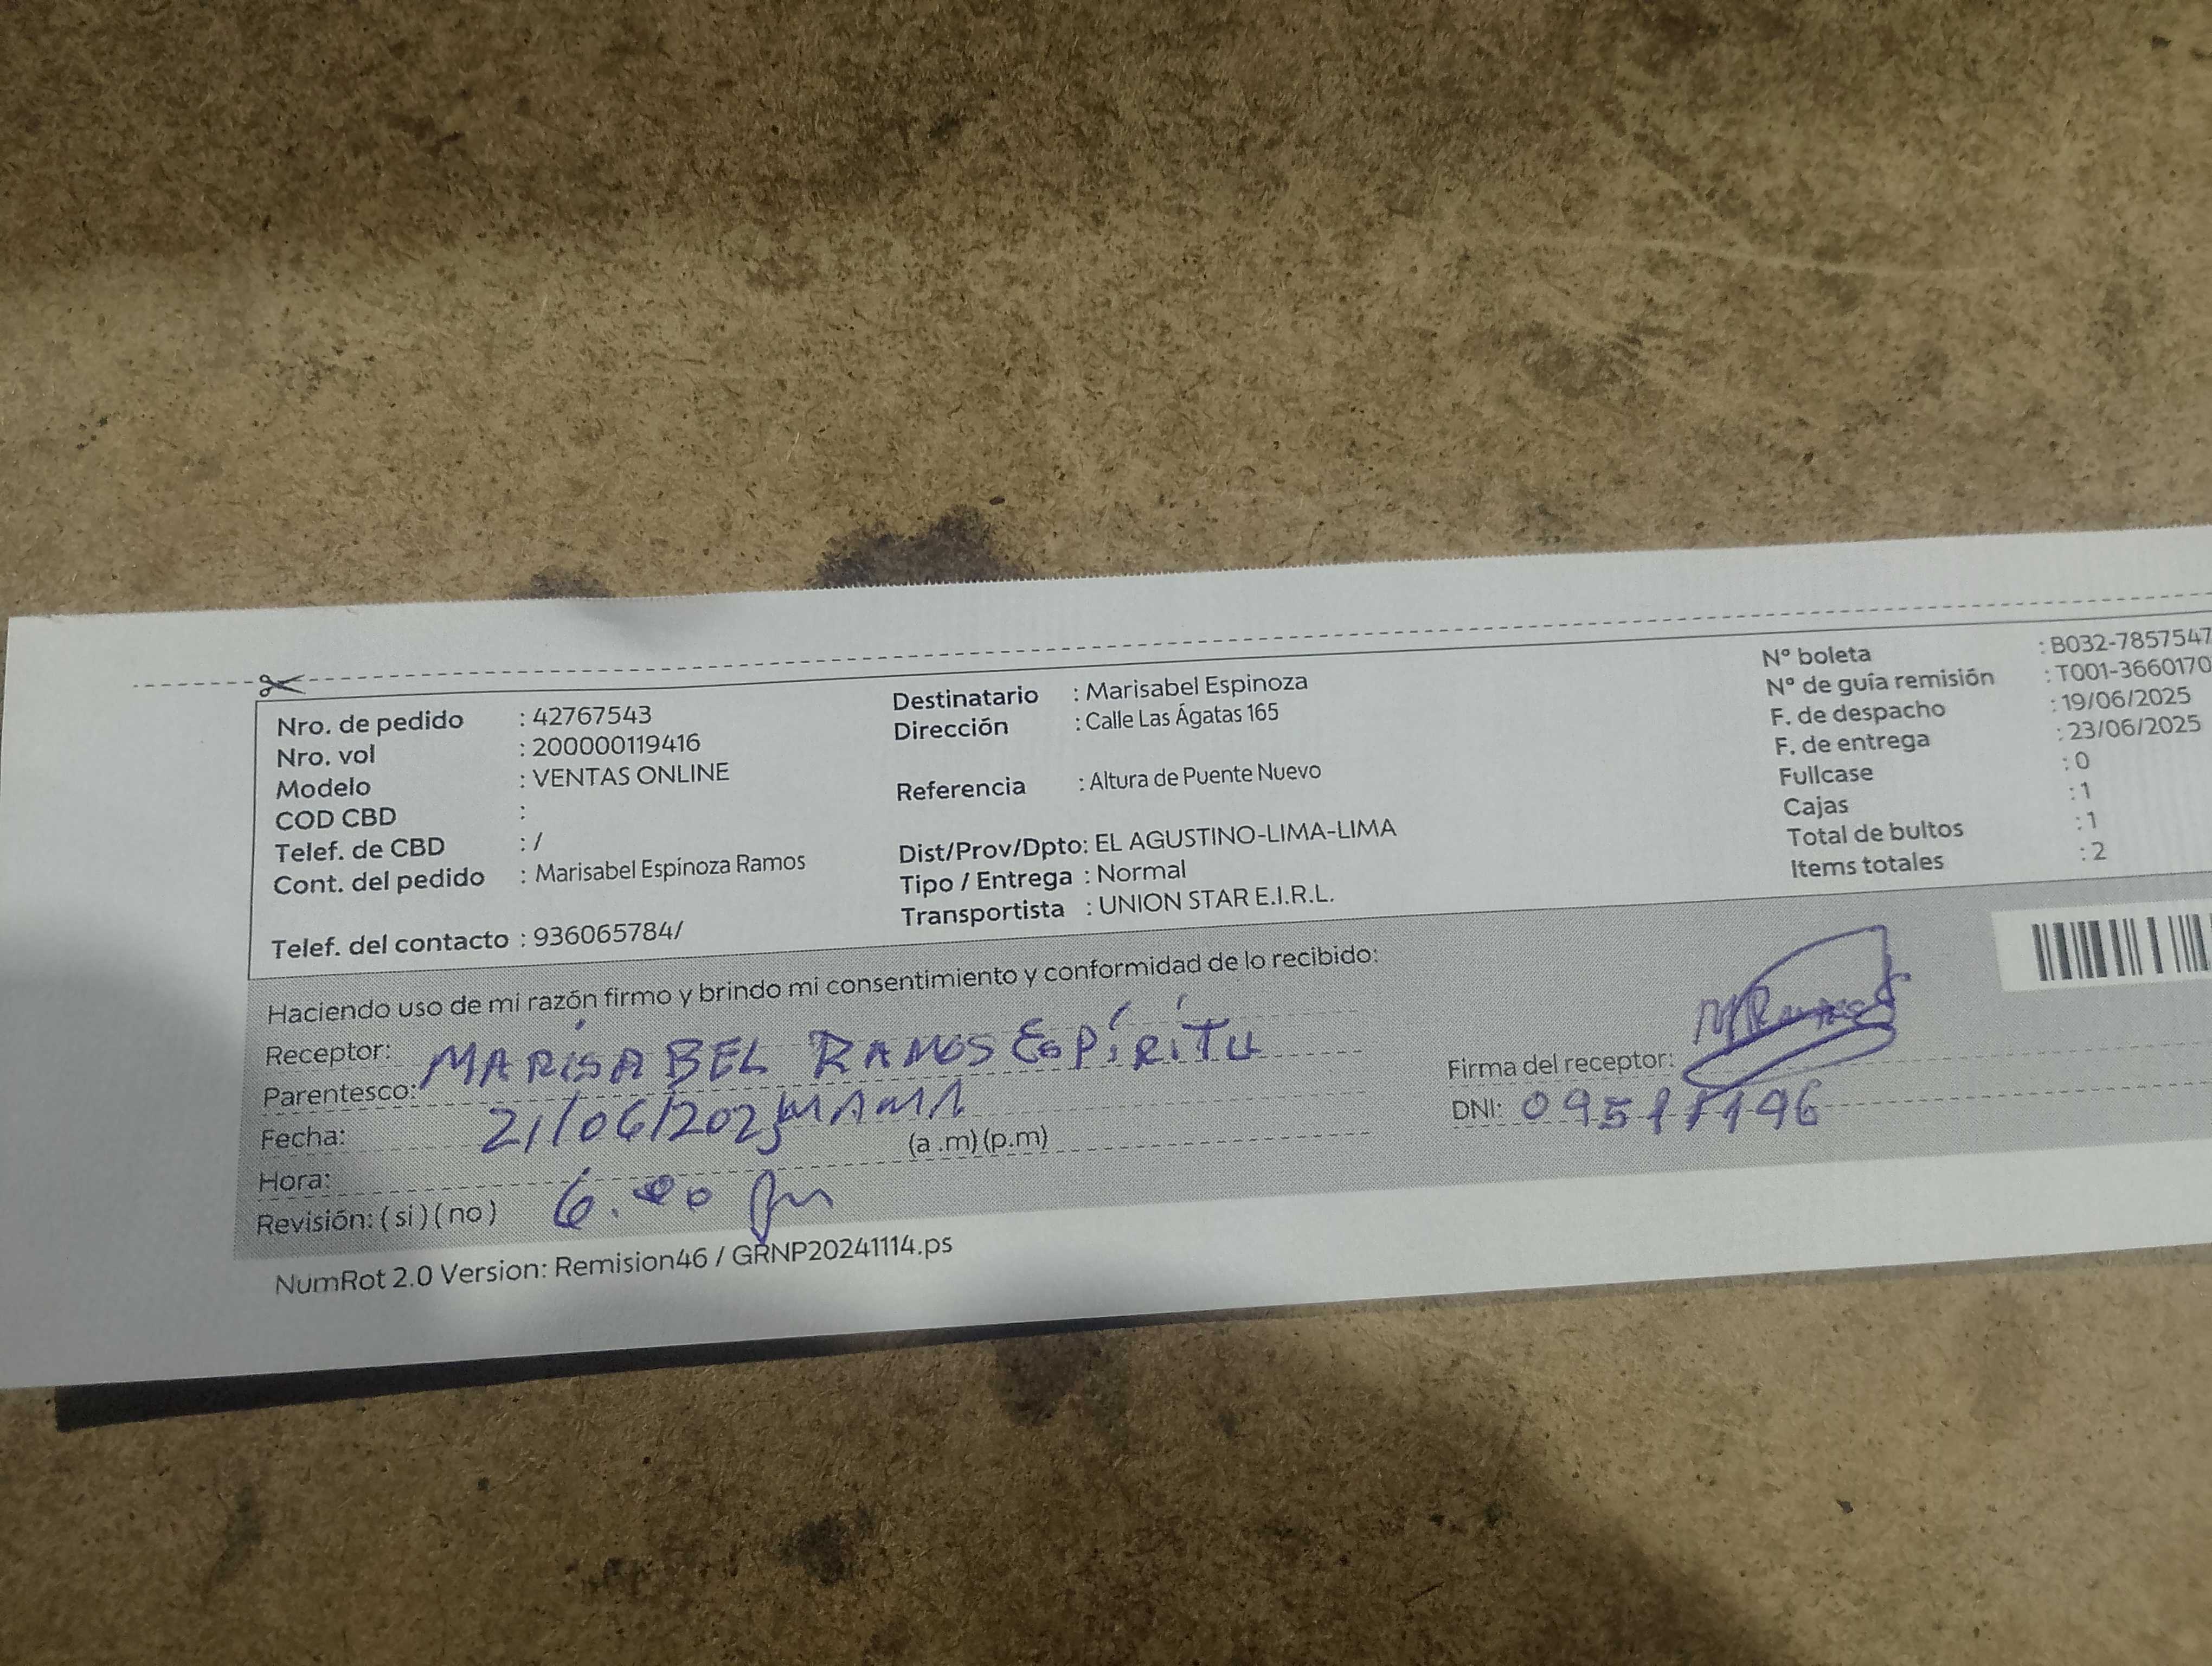 Nro. de pedido : 42767543
Nro. vol : 200000119416
Modelo : VENTAS ONLINE
COD CBD :
Telef. de CBD : /
Cont. del pedido : Marisabel Espinoza Ramos
Telef. del contacto : 936065784/
Destinatario : Marisabel Espinoza
Dirección : Calle Las Ágatas 165
Referencia : Altura de Puente Nuevo
Dist/Prov/Dpto: EL AGUSTINO-LIMA-LIMA
Tipo / Entrega : Normal
Transportista : UNION STAR E.I.R.L.
N° boleta : B032-7857547
N° de guía remisión : T001-3660170
F. de despacho : 19/06/2025
F. de entrega : 23/06/2025
Fullcase : 0
Cajas : 1
Total de bultos : 1
Items totales : 2
Haciendo uso de mi razón firmo y brindo mi consentimiento y conformidad de lo recibido:
Receptor: MARISABEL RAMOS ESPIRITU
Parentesco: MAMA
Fecha: 21/06/2025
Hora: 6.00 pm (a .m) (p.m)
Revisión: ( si ) ( no )
Firma del receptor:
DNI:
NumRot 2.0 Version: Remision46 / GRNP20241114.ps